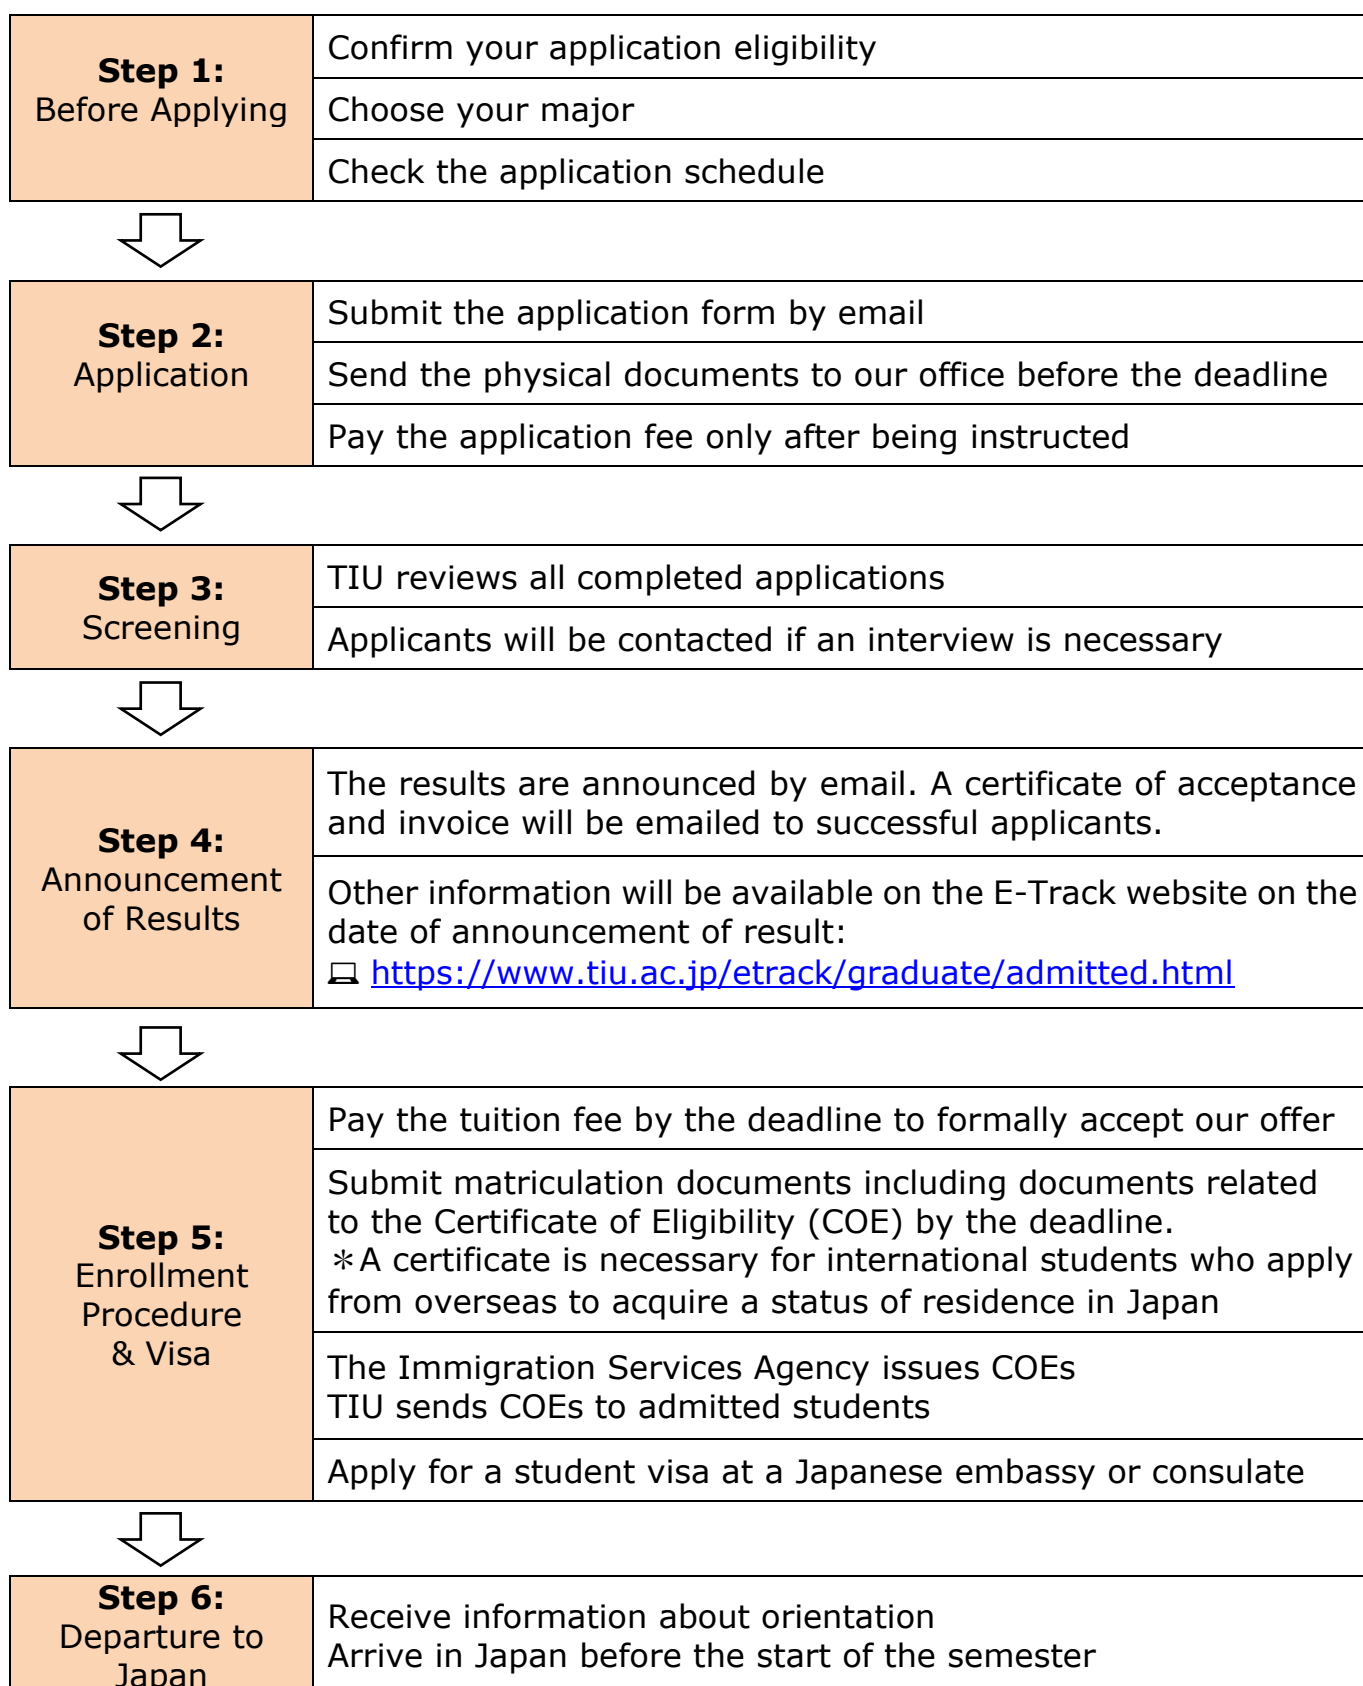 Step 1:
Before Applying
Confirm your application eligibility
Choose your major
Check the application schedule
Step 2:
Application
Submit the application form by email
Send the physical documents to our office before the deadline
Pay the application fee only after being instructed
Step 3:
Screening
TIU reviews all completed applications
Applicants will be contacted if an interview is necessary
Step 4:
Announcement
of Results
The results are announced by email. A certificate of acceptance
and invoice will be emailed to successful applicants.
Other information will be available on the E-Track website on the
date of announcement of result:
https://www.tiu.ac.jp/etrack/graduate/admitted.html
Step 5:
Enrollment
Procedure
& Visa
Pay the tuition fee by the deadline to formally accept our offer
Submit matriculation documents including documents related
to the Certificate of Eligibility (COE) by the deadline.
＊A certificate is necessary for international students who apply
from overseas to acquire a status of residence in Japan
The Immigration Services Agency issues COEs
TIU sends COEs to admitted students
Apply for a student visa at a Japanese embassy or consulate
Step 6:
Departure to
Japan
Receive information about orientation
Arrive in Japan before the start of the semester